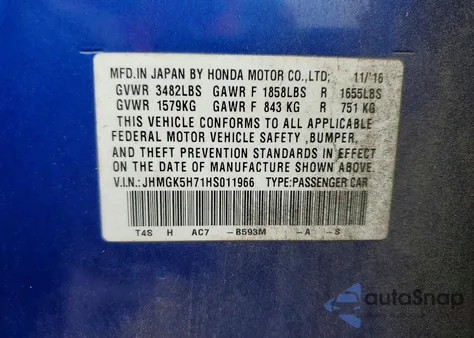 MFD.IN JAPAN BY HONDA MOTOR CO.,LTD; 11/'16
GVWR 3482LBS GAWR F 1858LBS R 1655LBS
GVWR 1579KG GAWR F 843 KG R 751 KG
THIS VEHICLE CONFORMS TO ALL APPLICABLE
FEDERAL MOTOR VEHICLE SAFETY ,BUMPER,
AND THEFT PREVENTION STANDARDS IN EFFECT
ON THE DATE OF MANUFACTURE SHOWN ABOVE.
V.I.N.: JHMGK5H71HS011966 TYPE:PASSENGER CAR
T4S H AC7 -B593M -A -S
autoSnap